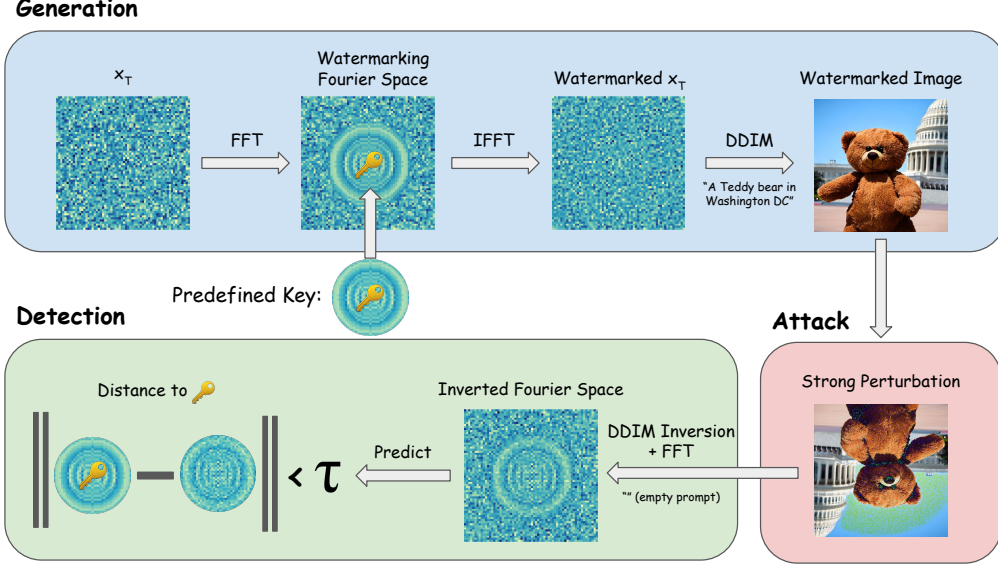 Generation
x_T
Watermarking
Fourier Space
Watermarked x_T
Watermarked Image
FFT
IFFT
DDIM
“A Teddy bear in
Washington DC”
Predefined Key:
Detection
Attack
Distance to
Inverted Fourier Space
Strong Perturbation
Predict
DDIM Inversion
+ FFT
“” (empty prompt)
< τ